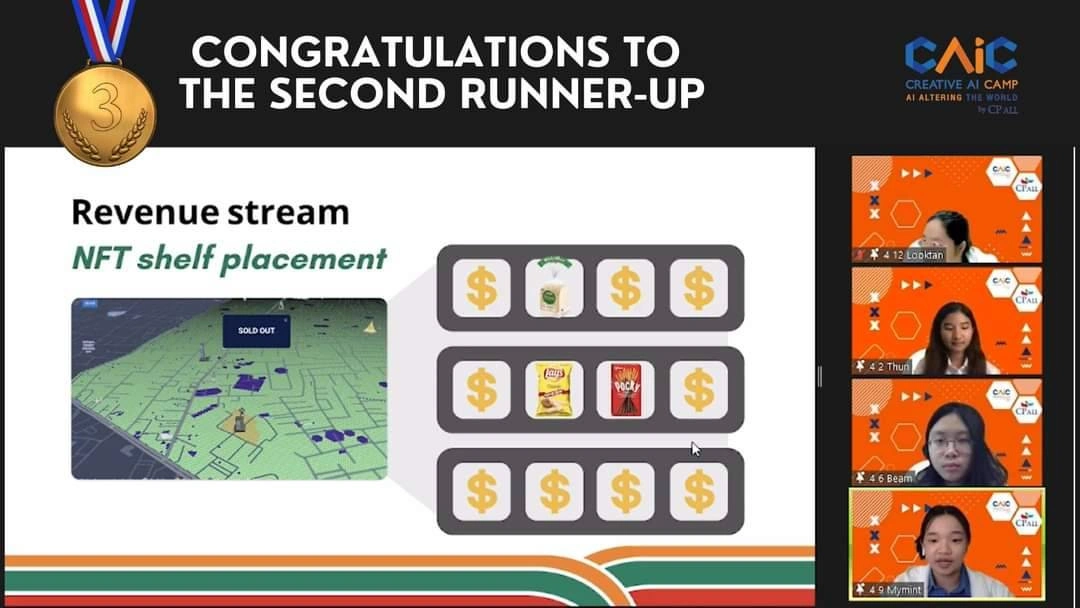 CONGRATULATIONS TO
THE SECOND RUNNER-UP
3
CAiC
CREATIVE AI CAMP
AI ALTERING THE WORLD
by CP ALL
Revenue stream
NFT shelf placement
SOLD OUT
Lay's
POCKY
CAiC
CP ALL
4 12 Looktan
CAiC
CP ALL
4 2 Thun
CAiC
CP ALL
4 6 Beam
CAiC
CP ALL
4 9 Mymint